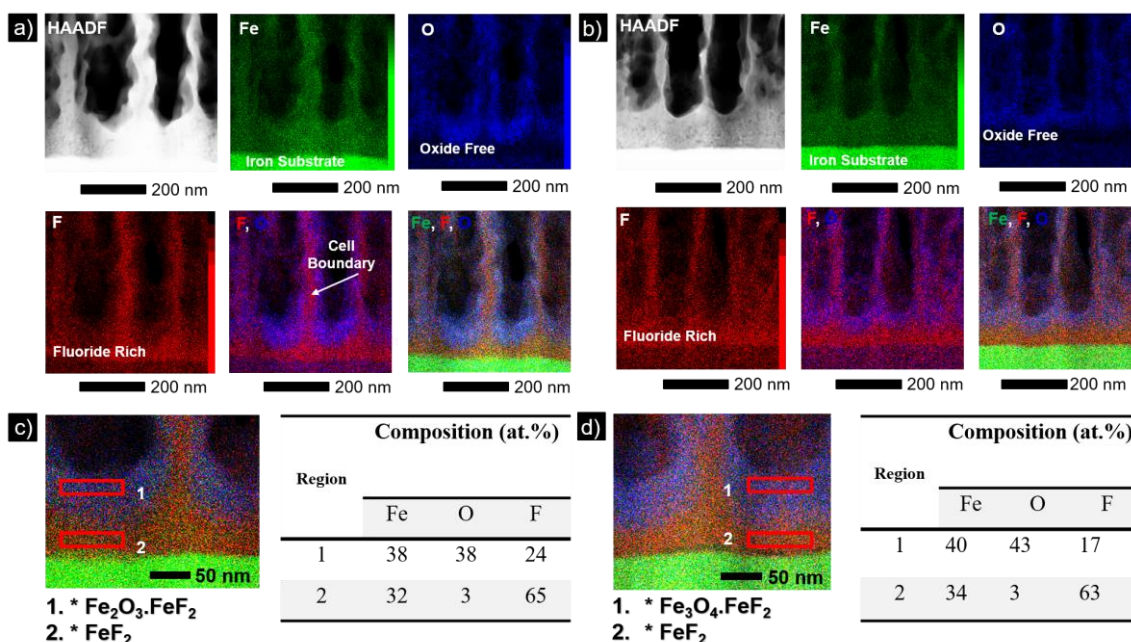 a)
HAADF
Fe
O
Iron Substrate
Oxide Free
200 nm
200 nm
200 nm
F
F, O
Fe, F, O
Cell
Boundary
Fluoride Rich
200 nm
200 nm
200 nm
b)
HAADF
Fe
O
Iron Substrate
Oxide Free
200 nm
200 nm
200 nm
F
F, O
Fe, F, O
Fluoride Rich
200 nm
200 nm
200 nm
c)
1
2
50 nm
1. * Fe₂O₃.FeF₂
2. * FeF₂
Composition (at.%)
Region
Fe O F
1 38 38 24
2 32 3 65
d)
1
2
50 nm
1. * Fe₃O₄.FeF₂
2. * FeF₂
Composition (at.%)
Region
Fe O F
1 40 43 17
2 34 3 63